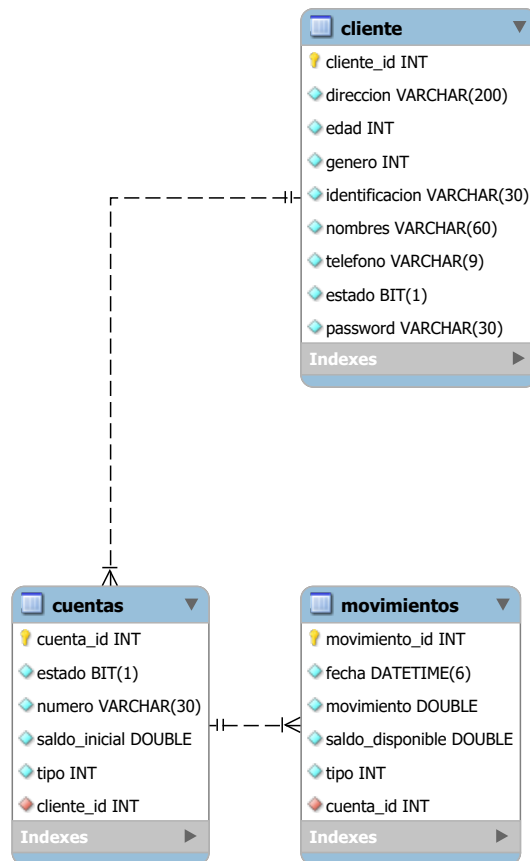 cliente
cliente_id INT
direccion VARCHAR(200)
edad INT
genero INT
identificacion VARCHAR(30)
nombres VARCHAR(60)
telefono VARCHAR(9)
estado BIT(1)
password VARCHAR(30)
Indexes
cuentas
cuenta_id INT
estado BIT(1)
numero VARCHAR(30)
saldo_inicial DOUBLE
tipo INT
cliente_id INT
Indexes
movimientos
movimiento_id INT
fecha DATETIME(6)
movimiento DOUBLE
saldo_disponible DOUBLE
tipo INT
cuenta_id INT
Indexes